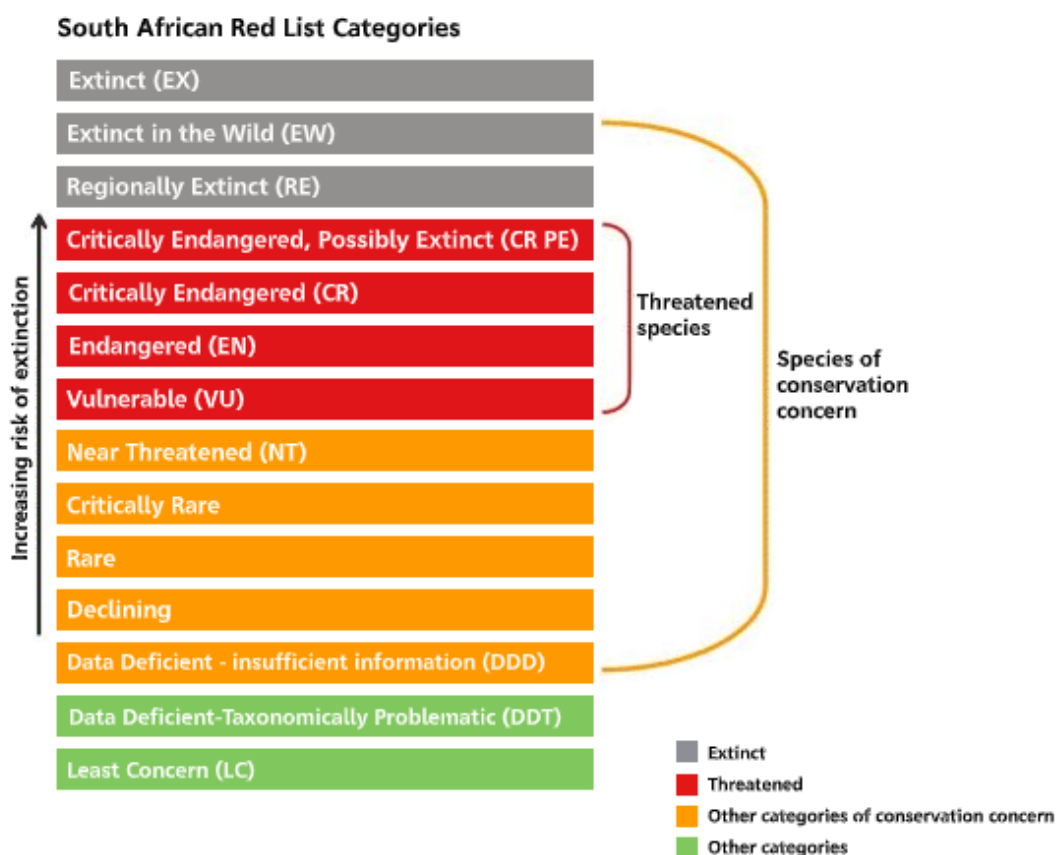 South African Red List Categories
Extinct (EX)
Extinct in the Wild (EW)
Regionally Extinct (RE)
Critically Endangered, Possibly Extinct (CR PE)
Critically Endangered (CR)
Endangered (EN)
Vulnerable (VU)
Near Threatened (NT)
Critically Rare
Rare
Declining
Data Deficient - insufficient information (DDD)
Data Deficient-Taxonomically Problematic (DDT)
Least Concern (LC)
Increasing risk of extinction
Threatened
species
Species of
conservation
concern
Extinct
Threatened
Other categories of conservation concern
Other categories